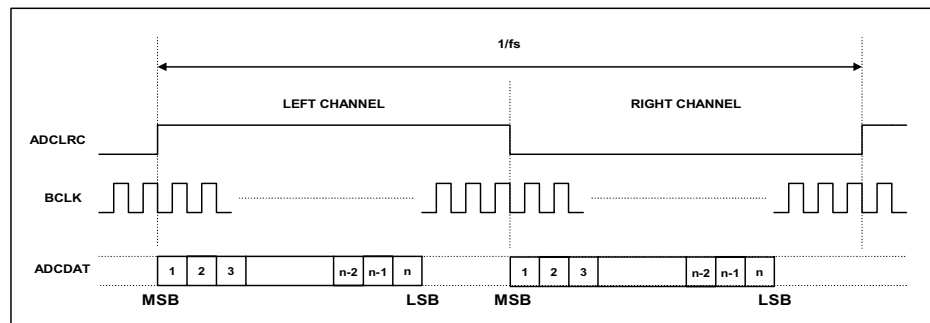 1/fs
LEFT CHANNEL RIGHT CHANNEL
ADCLRC
BCLK
ADCDAT 1 2 3 n-2 n-1 n 1 2 3 n-2 n-1 n
MSB LSB MSB LSB